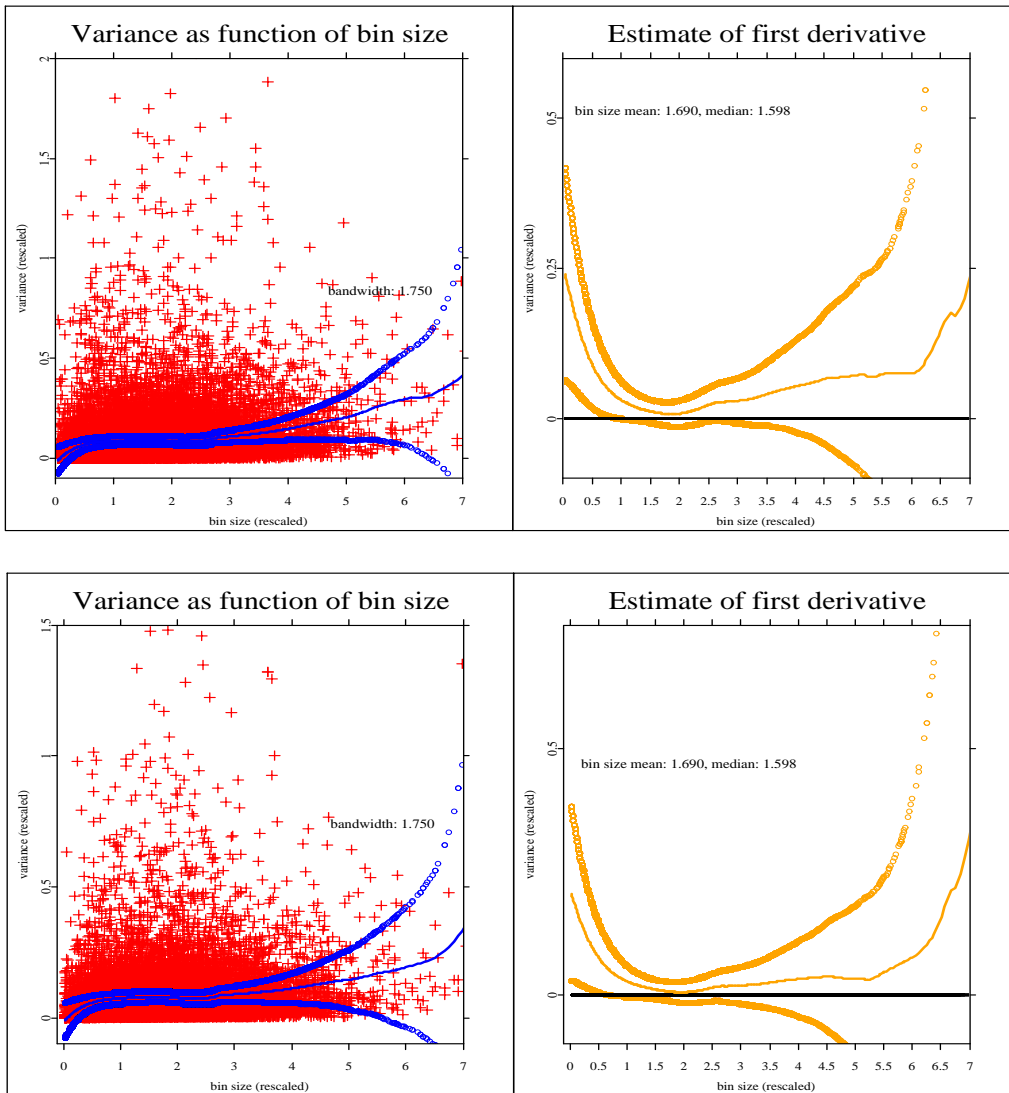 Variance as function of bin size
2
1.5
1
0.5
0
variance (rescaled)
bandwidth: 1.750
0 1 2 3 4 5 6 7
bin size (rescaled)
Estimate of first derivative
0.5
0.25
0
variance (rescaled)
bin size mean: 1.690, median: 1.598
0 0.5 1 1.5 2 2.5 3 3.5 4 4.5 5 5.5 6 6.5 7
bin size (rescaled)
Variance as function of bin size
1.5
1
0.5
0
variance (rescaled)
bandwidth: 1.750
0 1 2 3 4 5 6 7
bin size (rescaled)
Estimate of first derivative
0.5
0
variance (rescaled)
bin size mean: 1.690, median: 1.598
0 0.5 1 1.5 2 2.5 3 3.5 4 4.5 5 5.5 6 6.5 7
bin size (rescaled)